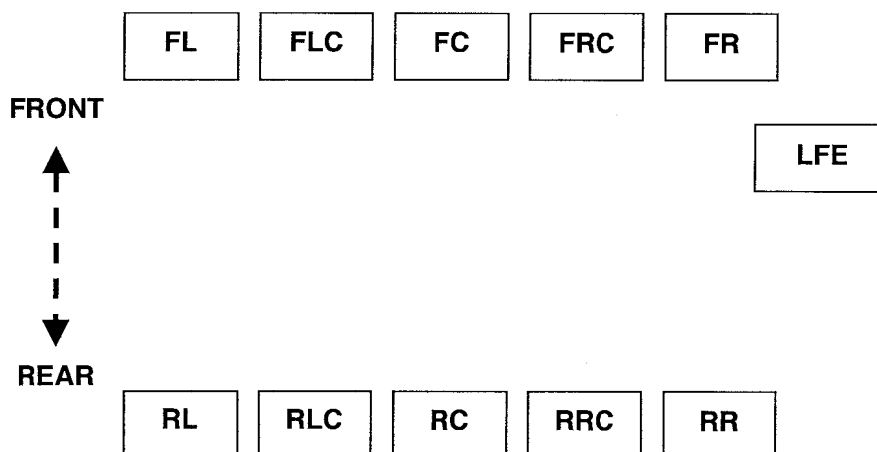 FL FLC FC FRC FR
FRONT
LFE
REAR
RL RLC RC RRC RR